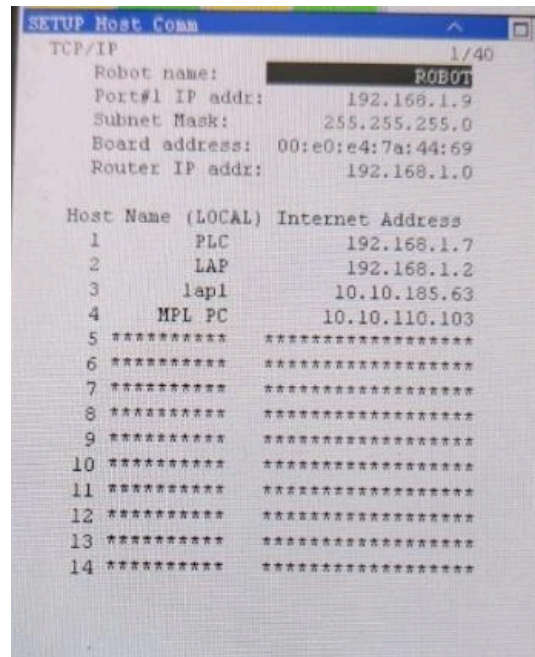 SETUP Host Comm
TCP/IP 1/40
Robot name: ROBOT
Port#1 IP addr: 192.168.1.9
Subnet Mask: 255.255.255.0
Board address: 00:e0:e4:7a:44:69
Router IP addr: 192.168.1.0
Host Name (LOCAL) Internet Address
1 PLC 192.168.1.7
2 LAP 192.168.1.2
3 lap1 10.10.185.63
4 MPL PC 10.10.110.103
5 ********** ******************
6 ********** ******************
7 ********** ******************
8 ********** ******************
9 ********** ******************
10 ********** ******************
11 ********** ******************
12 ********** ******************
13 ********** ******************
14 ********** ******************